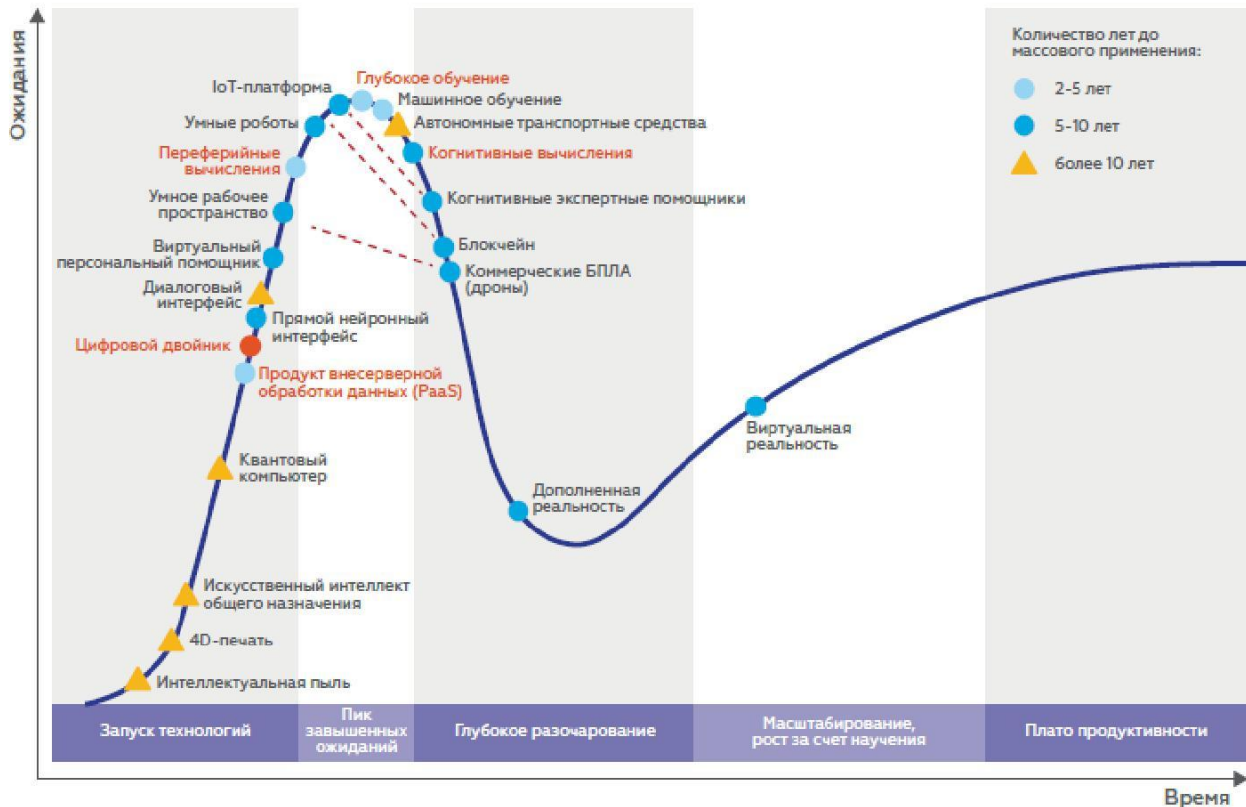 Ожидания
Количество лет до
массового применения:
2-5 лет
5-10 лет
более 10 лет
IoT-платформа
Глубокое обучение
Машинное обучение
Умные роботы
Автономные транспортные средства
Переферийные
вычисления
Когнитивные вычисления
Умное рабочее
пространство
Когнитивные экспертные помощники
Виртуальный
персональный помощник
Блокчейн
Коммерческие БПЛА
(дроны)
Диалоговый
интерфейс
Прямой нейронный
интерфейс
Цифровой двойник
Продукт внесерверной
обработки данных (PaaS)
Виртуальная
реальность
Квантовый
компьютер
Дополненная
реальность
Искусственный интеллект
общего назначения
4D-печать
Интеллектуальная пыль
Запуск технологий
Пик
завышенных
ожиданий
Глубокое разочарование
Масштабирование,
рост за счет научения
Плато продуктивности
Время